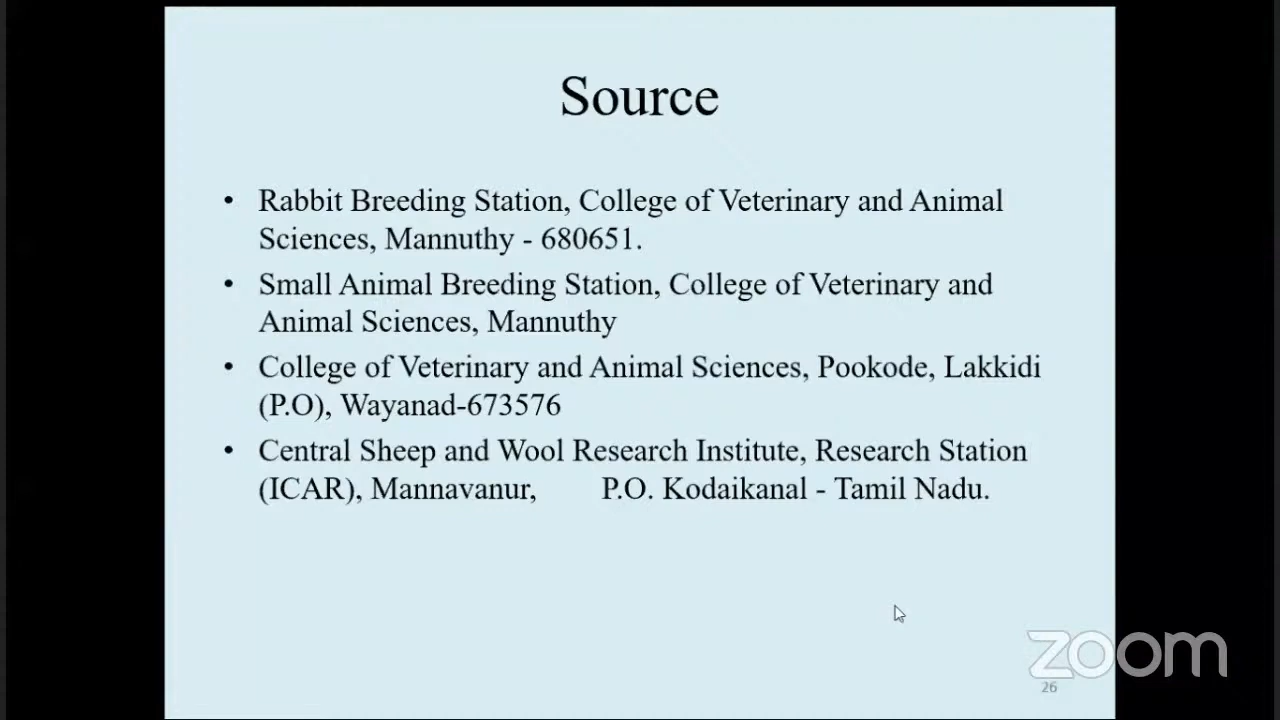 Source
• Rabbit Breeding Station, College of Veterinary and Animal
Sciences, Mannuthy - 680651.
• Small Animal Breeding Station, College of Veterinary and
Animal Sciences, Mannuthy
• College of Veterinary and Animal Sciences, Pookode, Lakkidi
(P.O), Wayanad-673576
• Central Sheep and Wool Research Institute, Research Station
(ICAR), Mannavanur, P.O. Kodaikanal - Tamil Nadu.
zoom
26